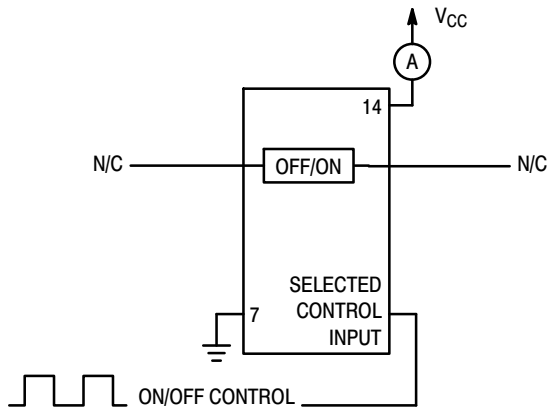 VCC
A
14
N/C
OFF/ON
N/C
SELECTED
CONTROL
INPUT
7
ON/OFF CONTROL